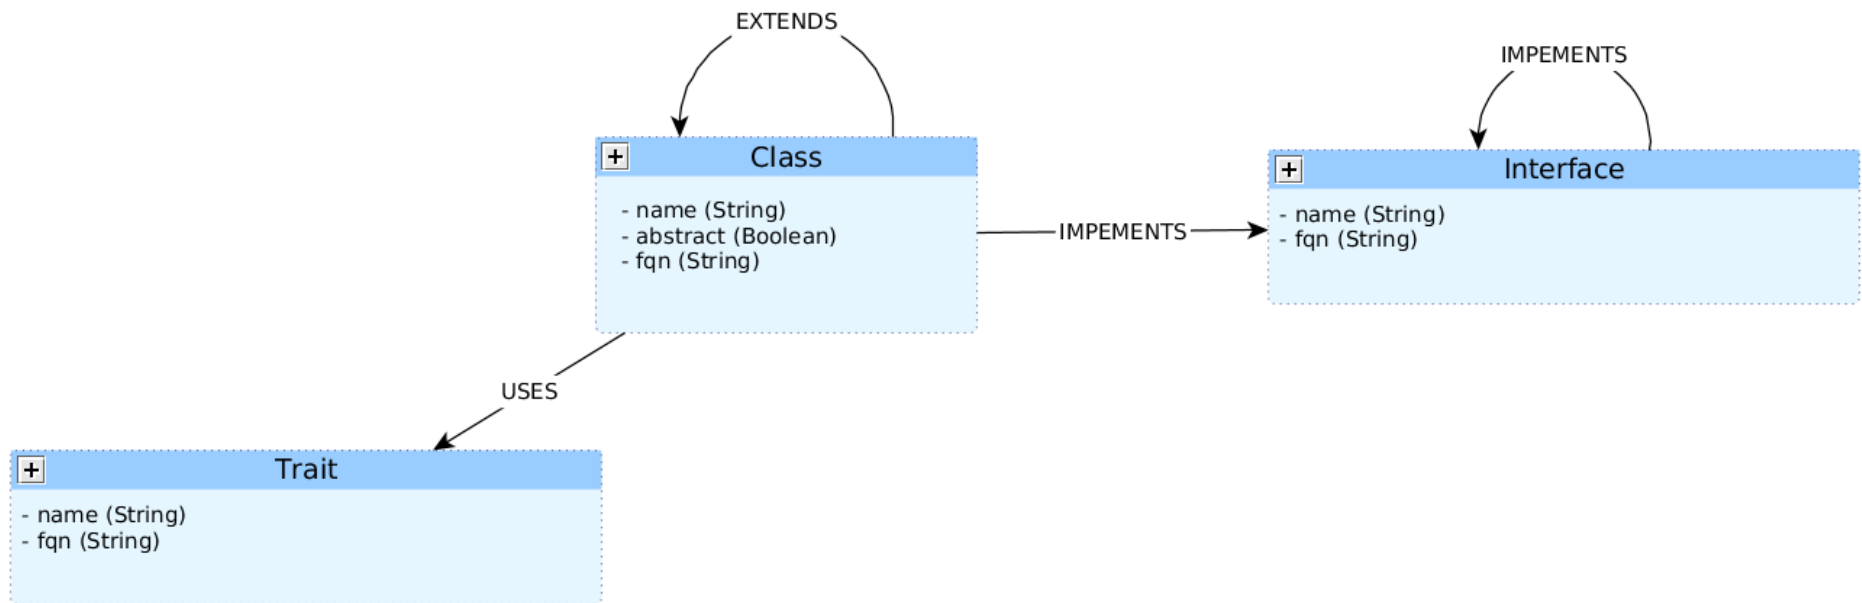 EXTENDS
IMPEMENTS
Class
- name (String)
- abstract (Boolean)
- fqn (String)
IMPEMENTS
Interface
- name (String)
- fqn (String)
USES
Trait
- name (String)
- fqn (String)